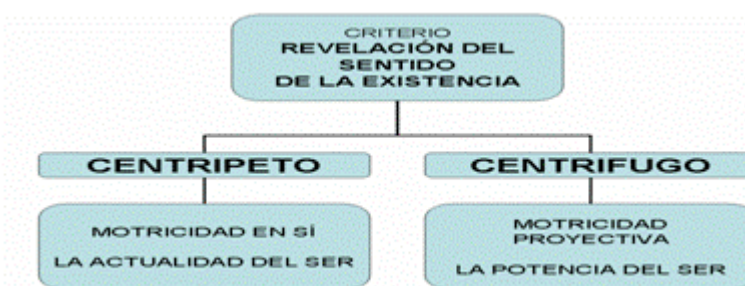 CRITERIO
REVELACIÓN DEL
SENTIDO
DE LA EXISTENCIA
CENTRIPETO
CENTRIFUGO
MOTRICIDAD EN SÍ
LA ACTUALIDAD DEL SER
MOTRICIDAD
PROYECTIVA
LA POTENCIA DEL SER